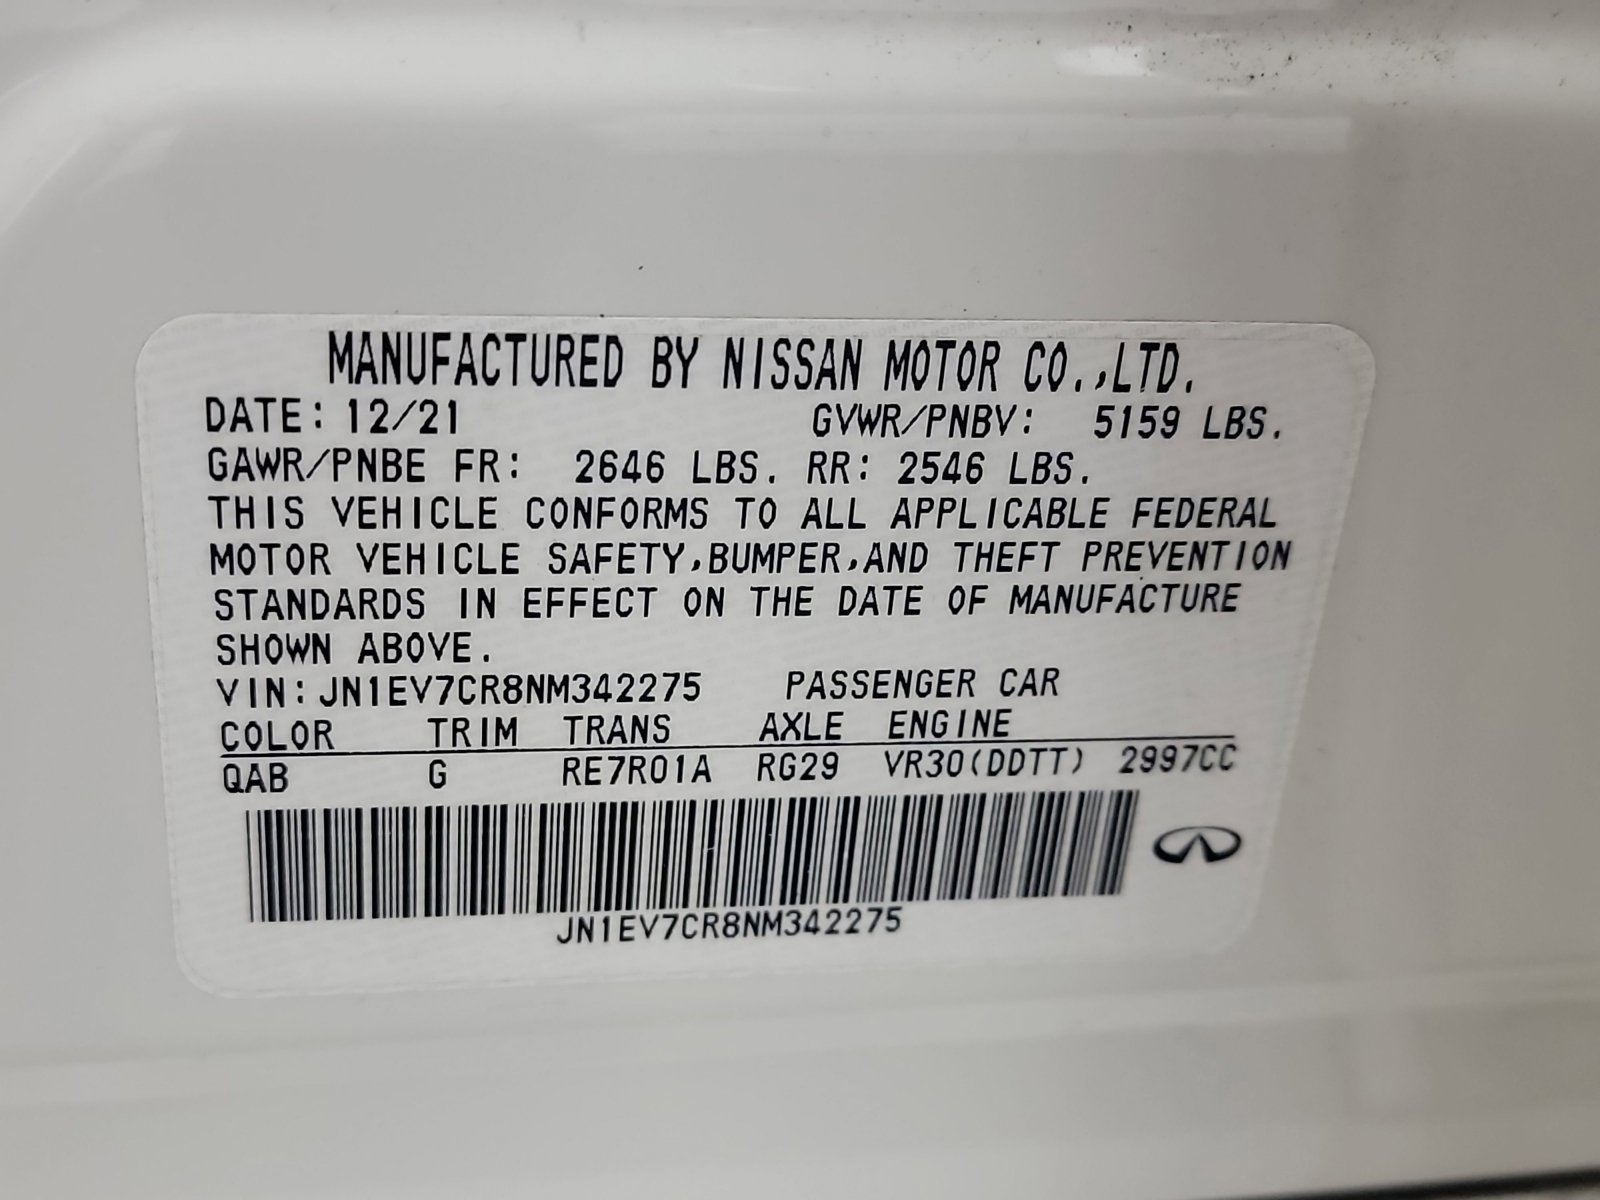 MANUFACTURED BY NISSAN MOTOR CO.,LTD.
DATE: 12/21 GVWR/PNBV: 5159 LBS.
GAWR/PNBE FR: 2646 LBS. RR: 2546 LBS.
THIS VEHICLE CONFORMS TO ALL APPLICABLE FEDERAL
MOTOR VEHICLE SAFETY,BUMPER,AND THEFT PREVENTION
STANDARDS IN EFFECT ON THE DATE OF MANUFACTURE
SHOWN ABOVE.
VIN: JN1EV7CR8NM342275 PASSENGER CAR
COLOR TRIM TRANS AXLE ENGINE
QAB G RE7R01A RG29 VR30(DDTT) 2997CC
JN1EV7CR8NM342275